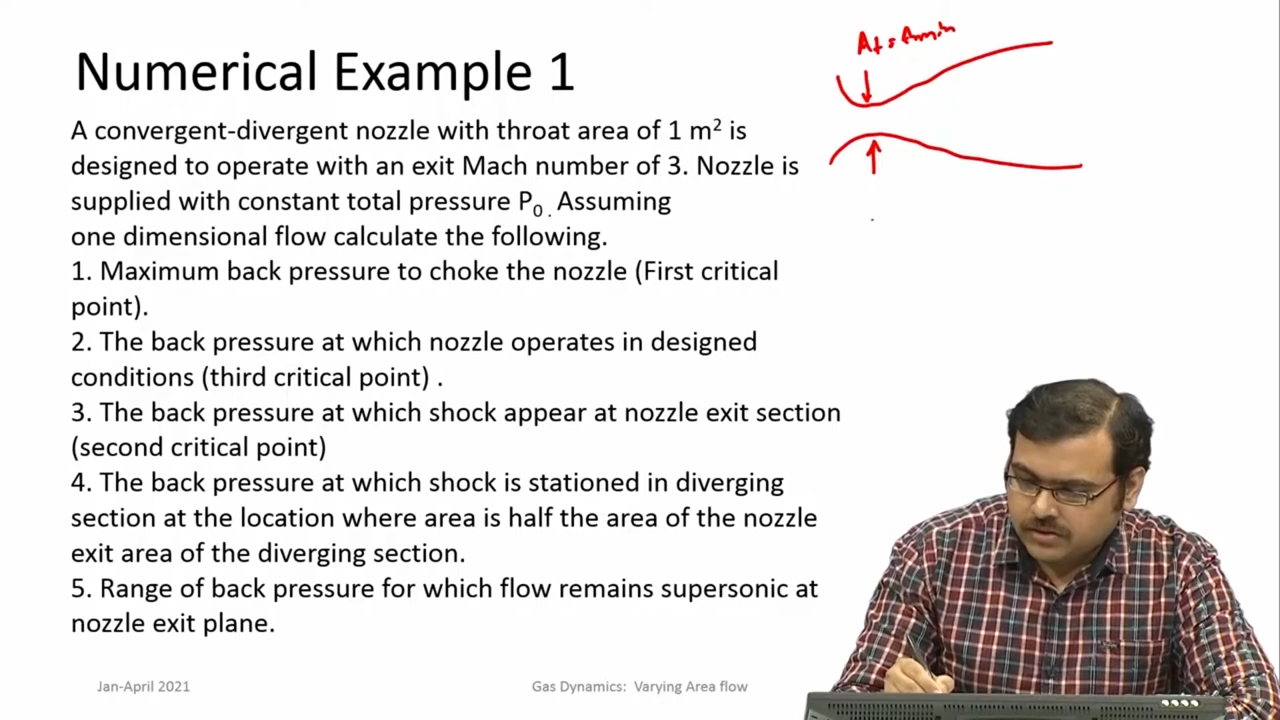 At = Amin
Numerical Example 1
A convergent-divergent nozzle with throat area of 1 m² is
designed to operate with an exit Mach number of 3. Nozzle is
supplied with constant total pressure P₀ . Assuming
one dimensional flow calculate the following.
1. Maximum back pressure to choke the nozzle (First critical
point).
2. The back pressure at which nozzle operates in designed
conditions (third critical point) .
3. The back pressure at which shock appear at nozzle exit section
(second critical point)
4. The back pressure at which shock is stationed in diverging
section at the location where area is half the area of the nozzle
exit area of the diverging section.
5. Range of back pressure for which flow remains supersonic at
nozzle exit plane.
Jan-April 2021
Gas Dynamics: Varying Area flow